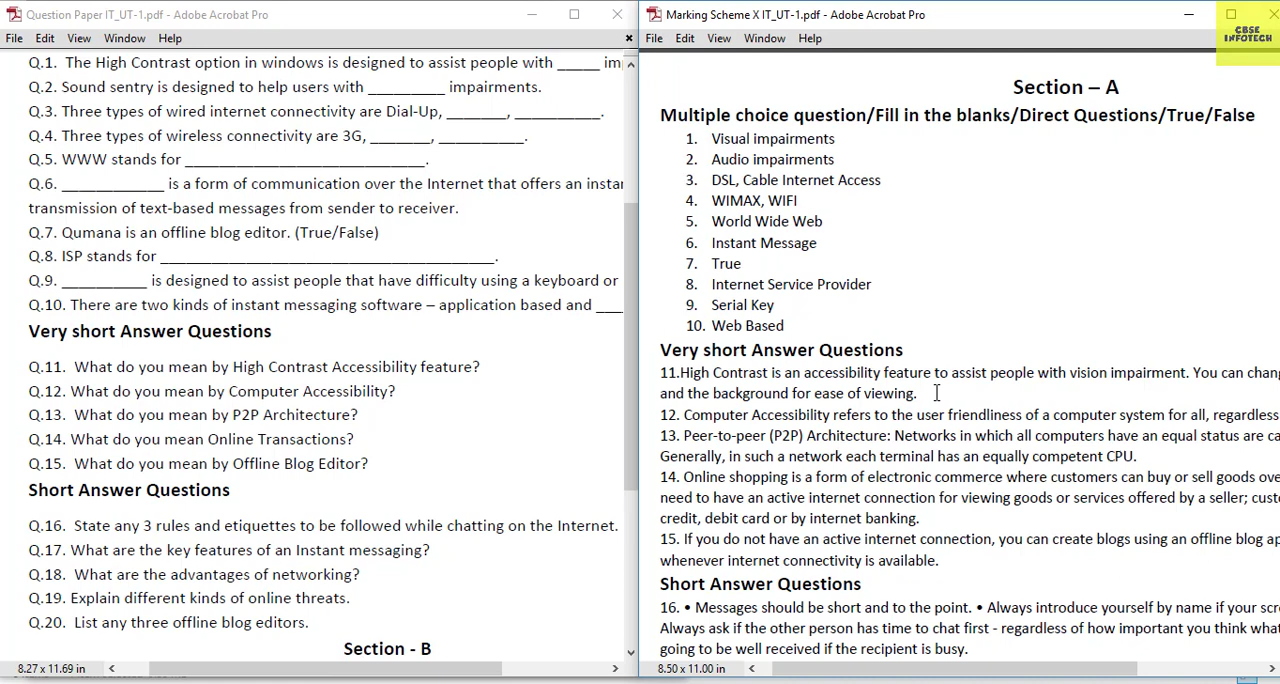 Question Paper IT_UT-1.pdf - Adobe Acrobat Pro
File Edit View Window Help
Q.1. The High Contrast option in windows is designed to assist people with _____ im
Q.2. Sound sentry is designed to help users with _________ impairments.
Q.3. Three types of wired internet connectivity are Dial-Up, _______, __________.
Q.4. Three types of wireless connectivity are 3G, _______, __________.
Q.5. WWW stands for ____________________________.
Q.6. ____________ is a form of communication over the Internet that offers an instan
transmission of text-based messages from sender to receiver.
Q.7. Qumana is an offline blog editor. (True/False)
Q.8. ISP stands for _______________________________________.
Q.9. __________ is designed to assist people that have difficulty using a keyboard or
Q.10. There are two kinds of instant messaging software – application based and ___
Very short Answer Questions
Q.11. What do you mean by High Contrast Accessibility feature?
Q.12. What do you mean by Computer Accessibility?
Q.13. What do you mean by P2P Architecture?
Q.14. What do you mean Online Transactions?
Q.15. What do you mean by Offline Blog Editor?
Short Answer Questions
Q.16. State any 3 rules and etiquettes to be followed while chatting on the Internet.
Q.17. What are the key features of an Instant messaging?
Q.18. What are the advantages of networking?
Q.19. Explain different kinds of online threats.
Q.20. List any three offline blog editors.
Section - B
8.27 x 11.69 in
Marking Scheme X IT_UT-1.pdf - Adobe Acrobat Pro
CBSE
INFOTECH
File Edit View Window Help
Section – A
Multiple choice question/Fill in the blanks/Direct Questions/True/False
1. Visual impairments
2. Audio impairments
3. DSL, Cable Internet Access
4. WIMAX, WIFI
5. World Wide Web
6. Instant Message
7. True
8. Internet Service Provider
9. Serial Key
10. Web Based
Very short Answer Questions
11.High Contrast is an accessibility feature to assist people with vision impairment. You can chang
and the background for ease of viewing.
12. Computer Accessibility refers to the user friendliness of a computer system for all, regardless
13. Peer-to-peer (P2P) Architecture: Networks in which all computers have an equal status are ca
Generally, in such a network each terminal has an equally competent CPU.
14. Online shopping is a form of electronic commerce where customers can buy or sell goods ove
need to have an active internet connection for viewing goods or services offered by a seller; custo
credit, debit card or by internet banking.
15. If you do not have an active internet connection, you can create blogs using an offline blog ap
whenever internet connectivity is available.
Short Answer Questions
16. • Messages should be short and to the point. • Always introduce yourself by name if your scre
Always ask if the other person has time to chat first - regardless of how important you think what
going to be well received if the recipient is busy.
8.50 x 11.00 in